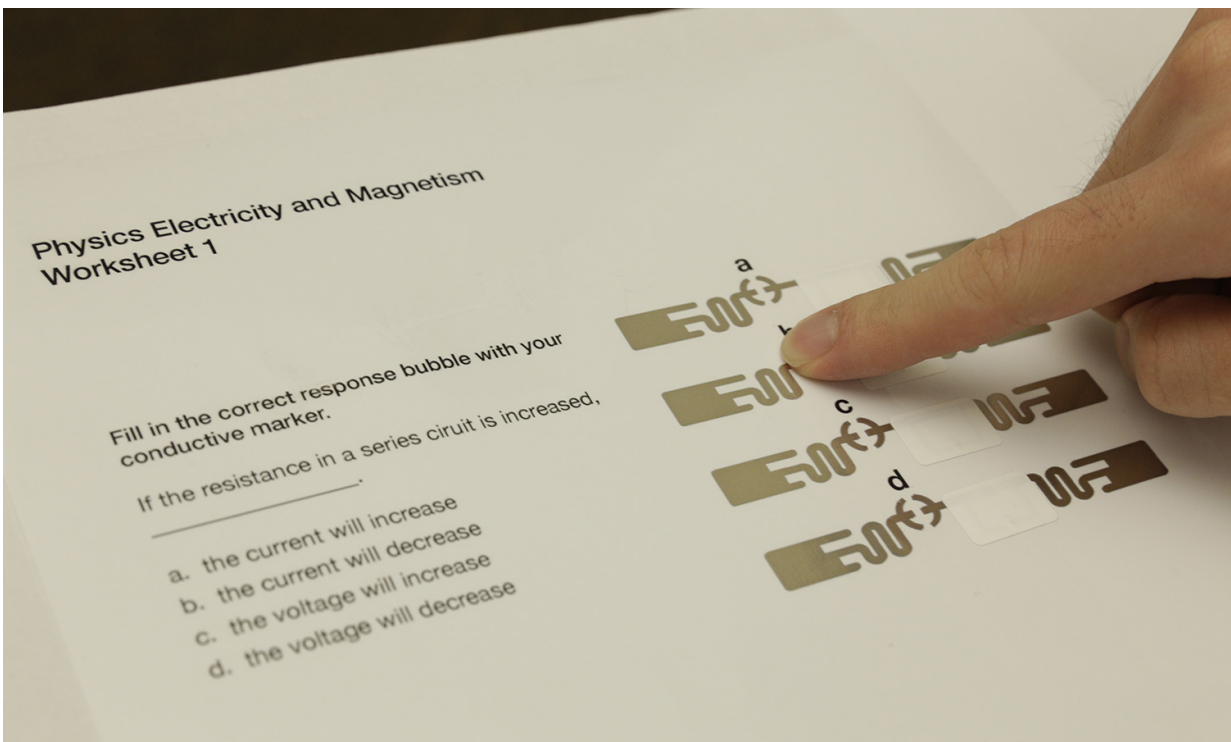 Physics Electricity and Magnetism
Worksheet 1
Fill in the correct response bubble with your
conductive marker.
If the resistance in a series ciruit is increased,
____________________.
a. the current will increase
b. the current will decrease
c. the voltage will increase
d. the voltage will decrease
a
c
d